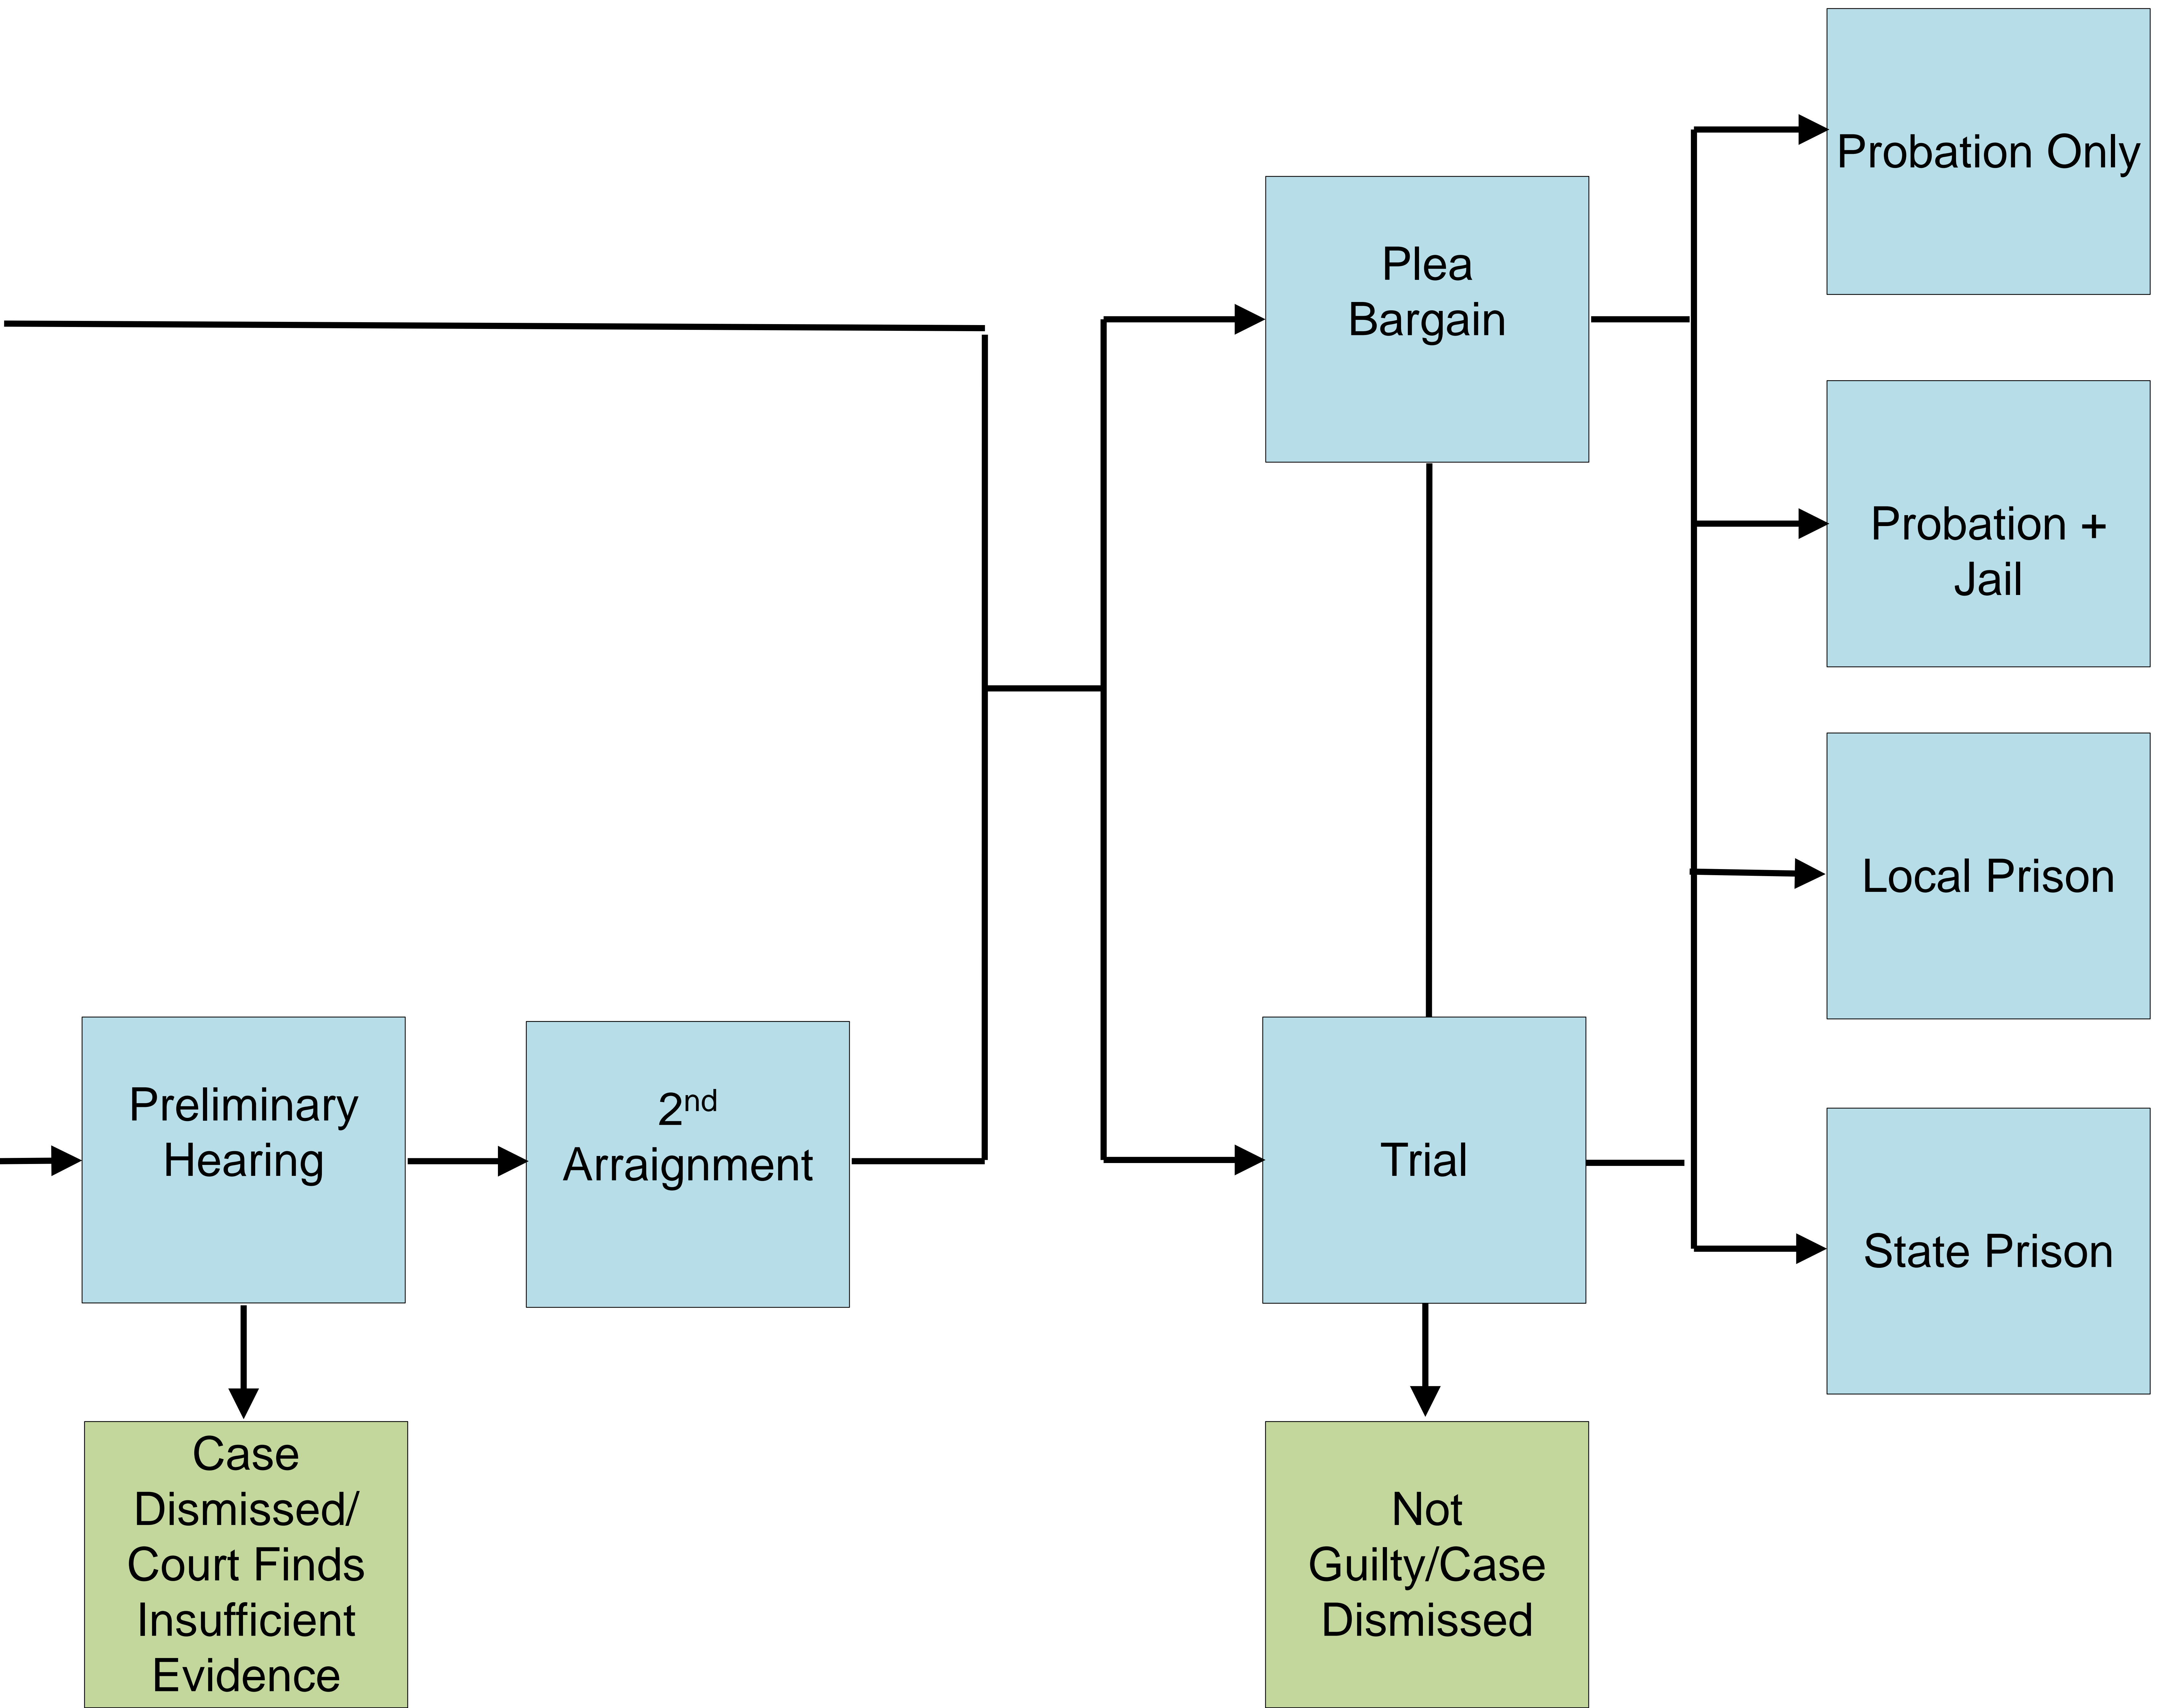 Probation Only
Plea
Bargain
Probation +
Jail
Local Prison
Preliminary
Hearing
2nd
Arraignment
Trial
State Prison
Case
Dismissed/
Court Finds
Insufficient
Evidence
Not
Guilty/Case
Dismissed